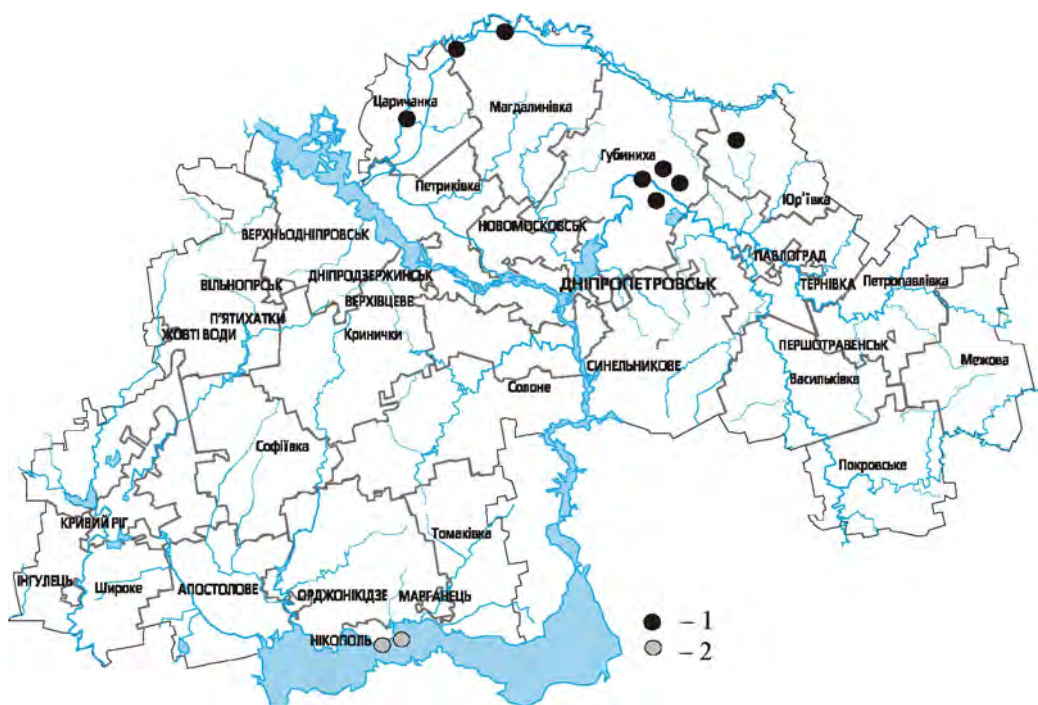 Царичанка
Магдалинівка
Губиниха
Петриківка
Юр'ївка
НОВОМОСКОВСЬК
ВЕРХНЬОДНІПРОВСЬК
ПАВЛОГРАД
ДНІПРОДЗЕРЖИНСЬК
ВІЛЬНОГІРСЬК
ДНІПРОПЕТРОВСЬК
ТЕРНІВКА
Петропавлівка
ВЕРХІВЦЕВЕ
П'ЯТИХАТКИ
ЖОВТІ ВОДИ
Кринички
ПЕРШОТРАВЕНСЬК
Межова
СИНЕЛЬНИКОВЕ
Васильківка
Солоне
Софіївка
Покровське
КРИВИЙ РІГ
Томаківка
ІНГУЛЕЦЬ
Широке
АПОСТОЛОВЕ
ОРДЖОНІКІДЗЕ
МАРГАНЕЦЬ
– 1
НІКОПОЛЬ
– 2